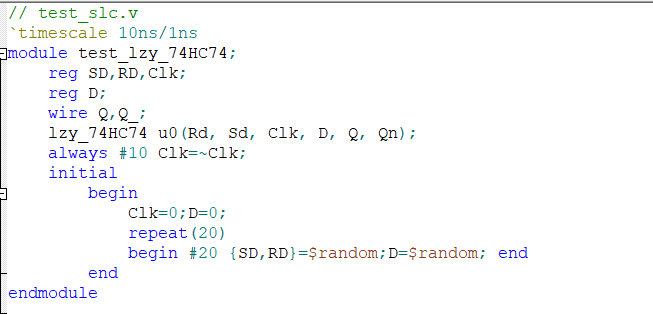 // test_slc.v
`timescale 10ns/1ns
module test_lzy_74HC74;
reg SD,RD,Clk;
reg D;
wire Q,Q_;
lzy_74HC74 u0(Rd, Sd, Clk, D, Q, Qn);
always #10 Clk=~Clk;
initial
begin
Clk=0;D=0;
repeat(20)
begin #20 {SD,RD}=$random;D=$random; end
end
endmodule